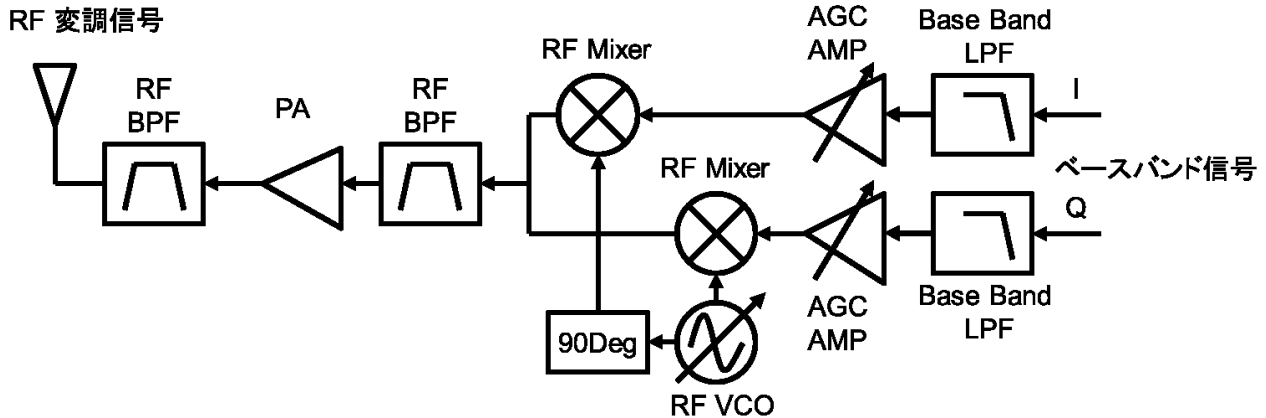 RF 変調信号
RF
BPF
PA
RF
BPF
RF Mixer
AGC
AMP
Base Band
LPF
I
RF Mixer
ベースバンド信号
Q
AGC
AMP
Base Band
LPF
90Deg
RF VCO